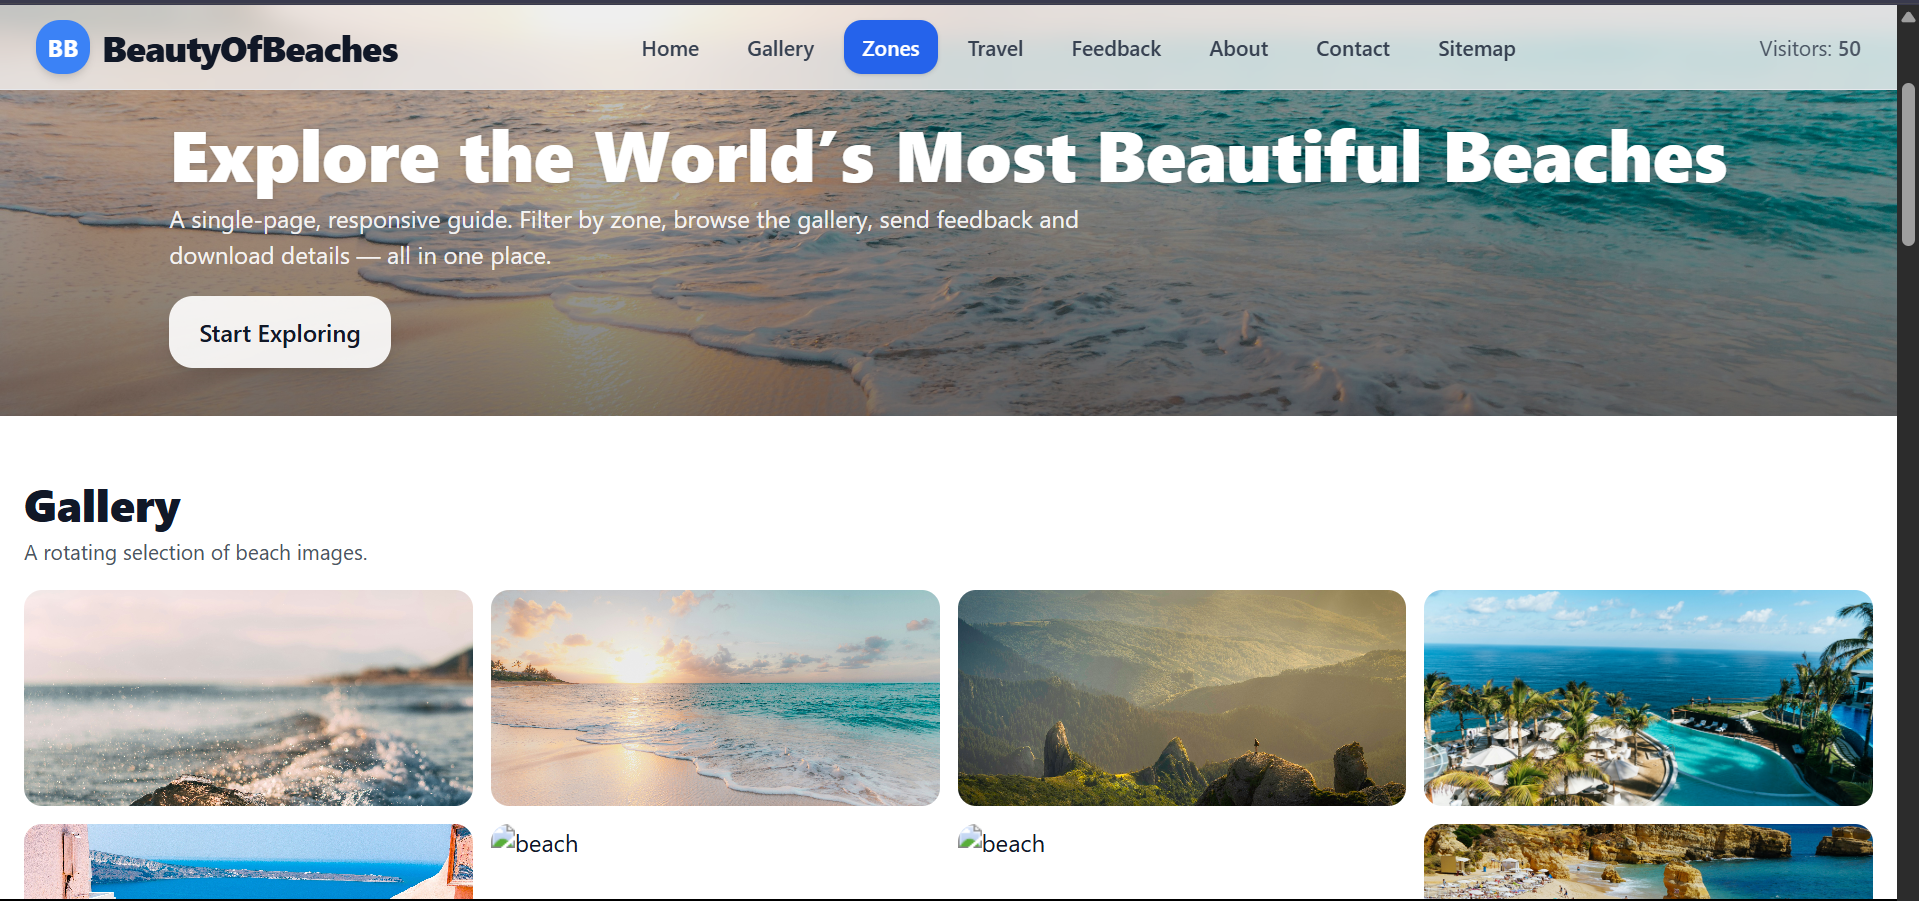 BB BeautyOfBeaches Home Gallery Zones Travel Feedback About Contact Sitemap Visitors: 50
Explore the World’s Most Beautiful Beaches
A single-page, responsive guide. Filter by zone, browse the gallery, send feedback and
download details — all in one place.
Start Exploring
Gallery
A rotating selection of beach images.
beach beach